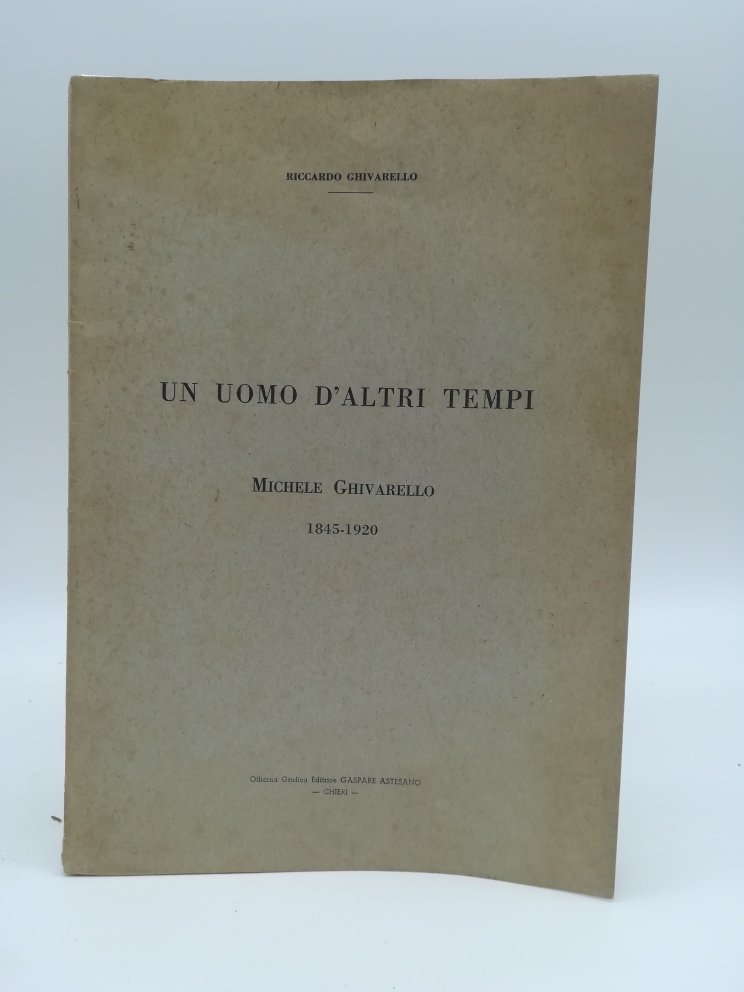 RICCARDO GHIVARELLO
UN UOMO D'ALTRI TEMPI
MICHELE GHIVARELLO
1845-1920
Officina Grafica Editrice GASPARE ASTESANO
— CHIERI —